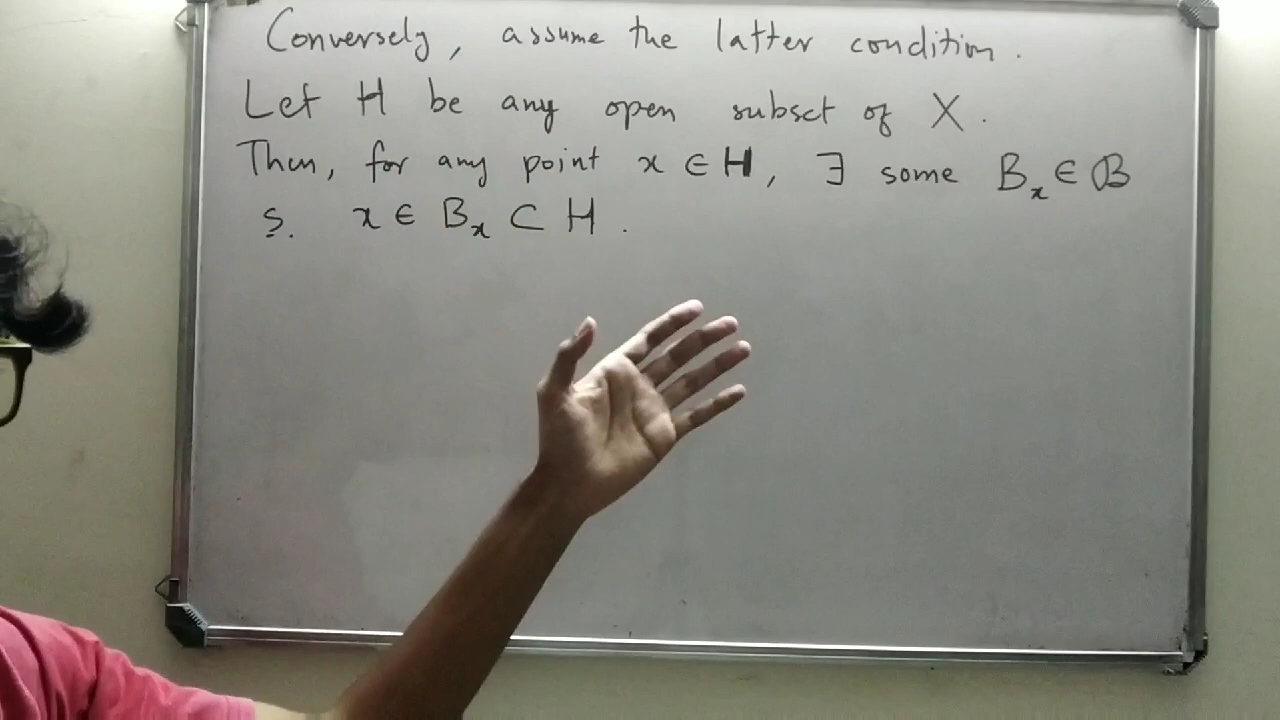 Conversely, assume the latter condition.
Let H be any open subset of X.
Then, for any point x ∈ H, ∃ some Bₓ ∈ ℬ
s. x ∈ Bₓ ⊂ H.